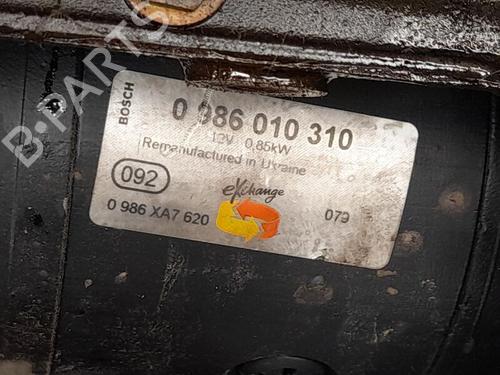 BOSCH
0 986 010 310
12V 0,85kW
Remanufactured in Ukraine
092
eXchange
0 986 XA7 620
079
B-PARTS